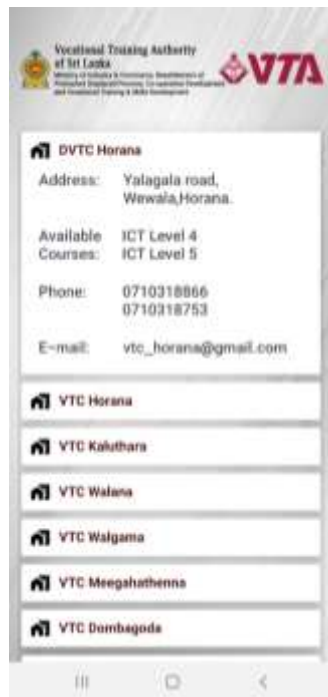 Vocational Training Authority
of Sri Lanka
VTA
DVTC Horana
Address: Yalagala road,
Wewala,Horana.
Available ICT Level 4
Courses: ICT Level 5
Phone: 0710318866
0710318753
E-mail: vtc_horana@gmail.com
VTC Horana
VTC Kaluthara
VTC Walana
VTC Walgama
VTC Meegahathenna
VTC Dombagoda